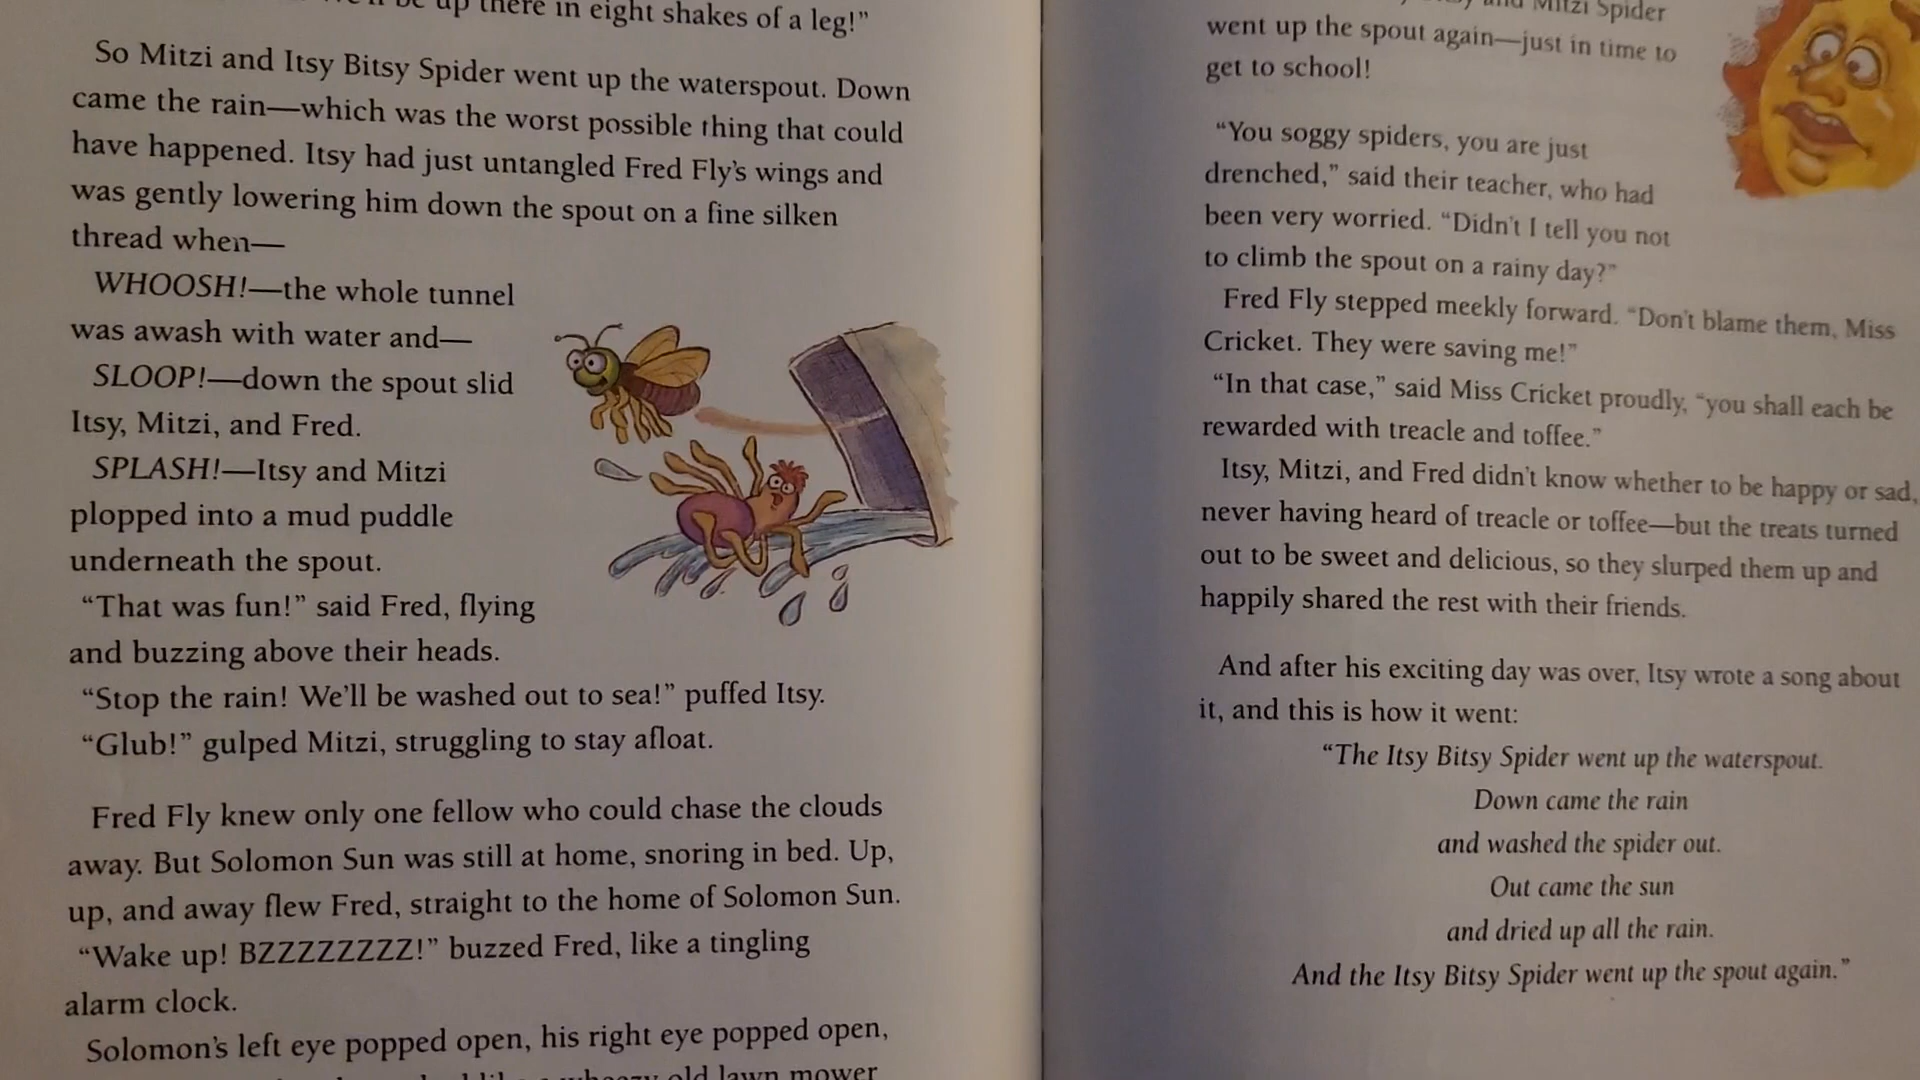 be up there in eight shakes of a leg!”
So Mitzi and Itsy Bitsy Spider went up the waterspout. Down
came the rain—which was the worst possible thing that could
have happened. Itsy had just untangled Fred Fly’s wings and
was gently lowering him down the spout on a fine silken
thread when—
WHOOSH!—the whole tunnel
was awash with water and—
SLOOP!—down the spout slid
Itsy, Mitzi, and Fred.
SPLASH!—Itsy and Mitzi
plopped into a mud puddle
underneath the spout.
“That was fun!” said Fred, flying
and buzzing above their heads.
“Stop the rain! We’ll be washed out to sea!” puffed Itsy.
“Glub!” gulped Mitzi, struggling to stay afloat.
Fred Fly knew only one fellow who could chase the clouds
away. But Solomon Sun was still at home, snoring in bed. Up,
up, and away flew Fred, straight to the home of Solomon Sun.
“Wake up! BZZZZZZZZ!” buzzed Fred, like a tingling
alarm clock.
Solomon’s left eye popped open, his right eye popped open,
old lawn mower
and Mitzi Spider
went up the spout again—just in time to
get to school!
“You soggy spiders, you are just
drenched,” said their teacher, who had
been very worried. “Didn’t I tell you not
to climb the spout on a rainy day?”
Fred Fly stepped meekly forward. “Don’t blame them, Miss
Cricket. They were saving me!”
“In that case,” said Miss Cricket proudly, “you shall each be
rewarded with treacle and toffee.”
Itsy, Mitzi, and Fred didn’t know whether to be happy or sad,
never having heard of treacle or toffee—but the treats turned
out to be sweet and delicious, so they slurped them up and
happily shared the rest with their friends.
And after his exciting day was over, Itsy wrote a song about
it, and this is how it went:
“The Itsy Bitsy Spider went up the waterspout.
Down came the rain
and washed the spider out.
Out came the sun
and dried up all the rain.
And the Itsy Bitsy Spider went up the spout again.”